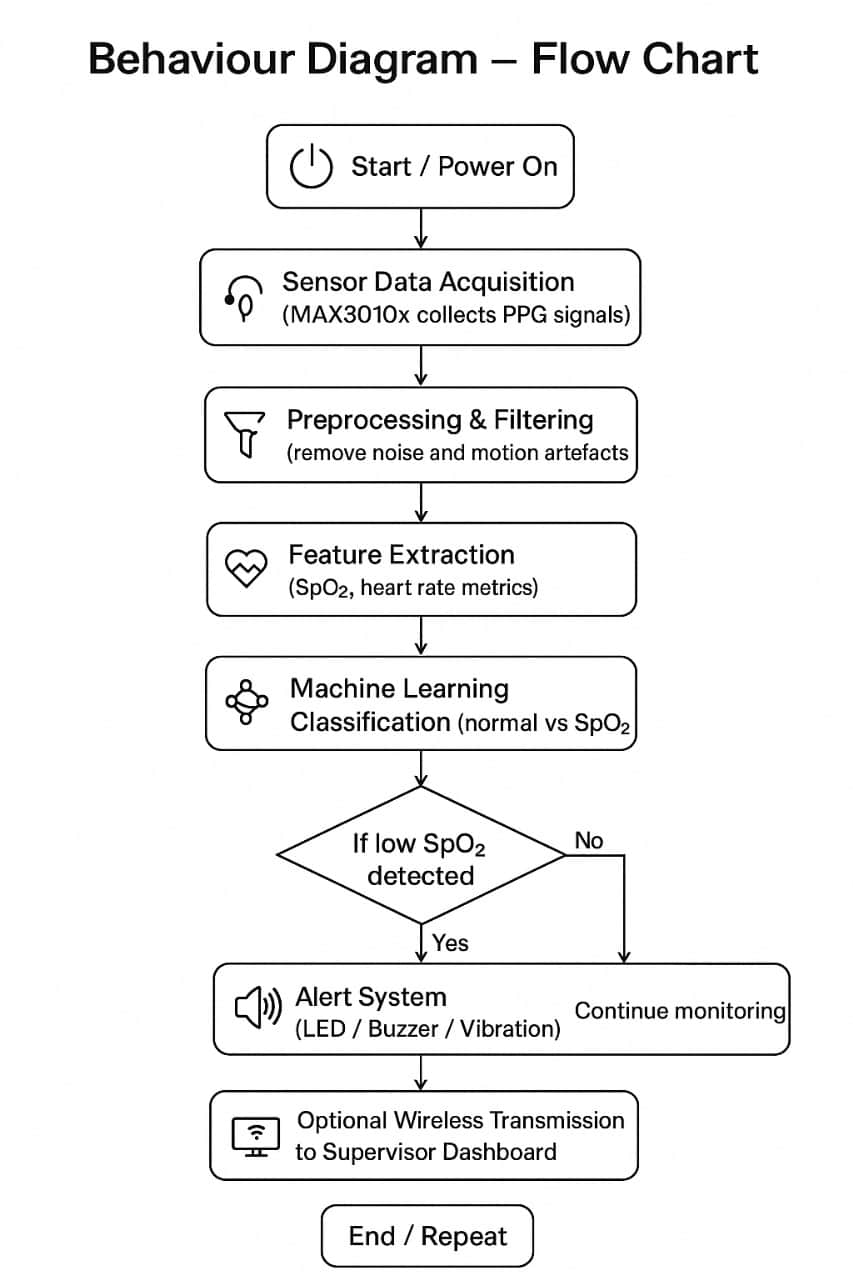 Behaviour Diagram – Flow Chart
Start / Power On
Sensor Data Acquisition
(MAX3010x collects PPG signals)
Preprocessing & Filtering
(remove noise and motion artefacts
Feature Extraction
(SpO₂, heart rate metrics)
Machine Learning
Classification (normal vs SpO₂
If low SpO₂
detected
No
Yes
Alert System
(LED / Buzzer / Vibration)
Continue monitoring
Optional Wireless Transmission
to Supervisor Dashboard
End / Repeat